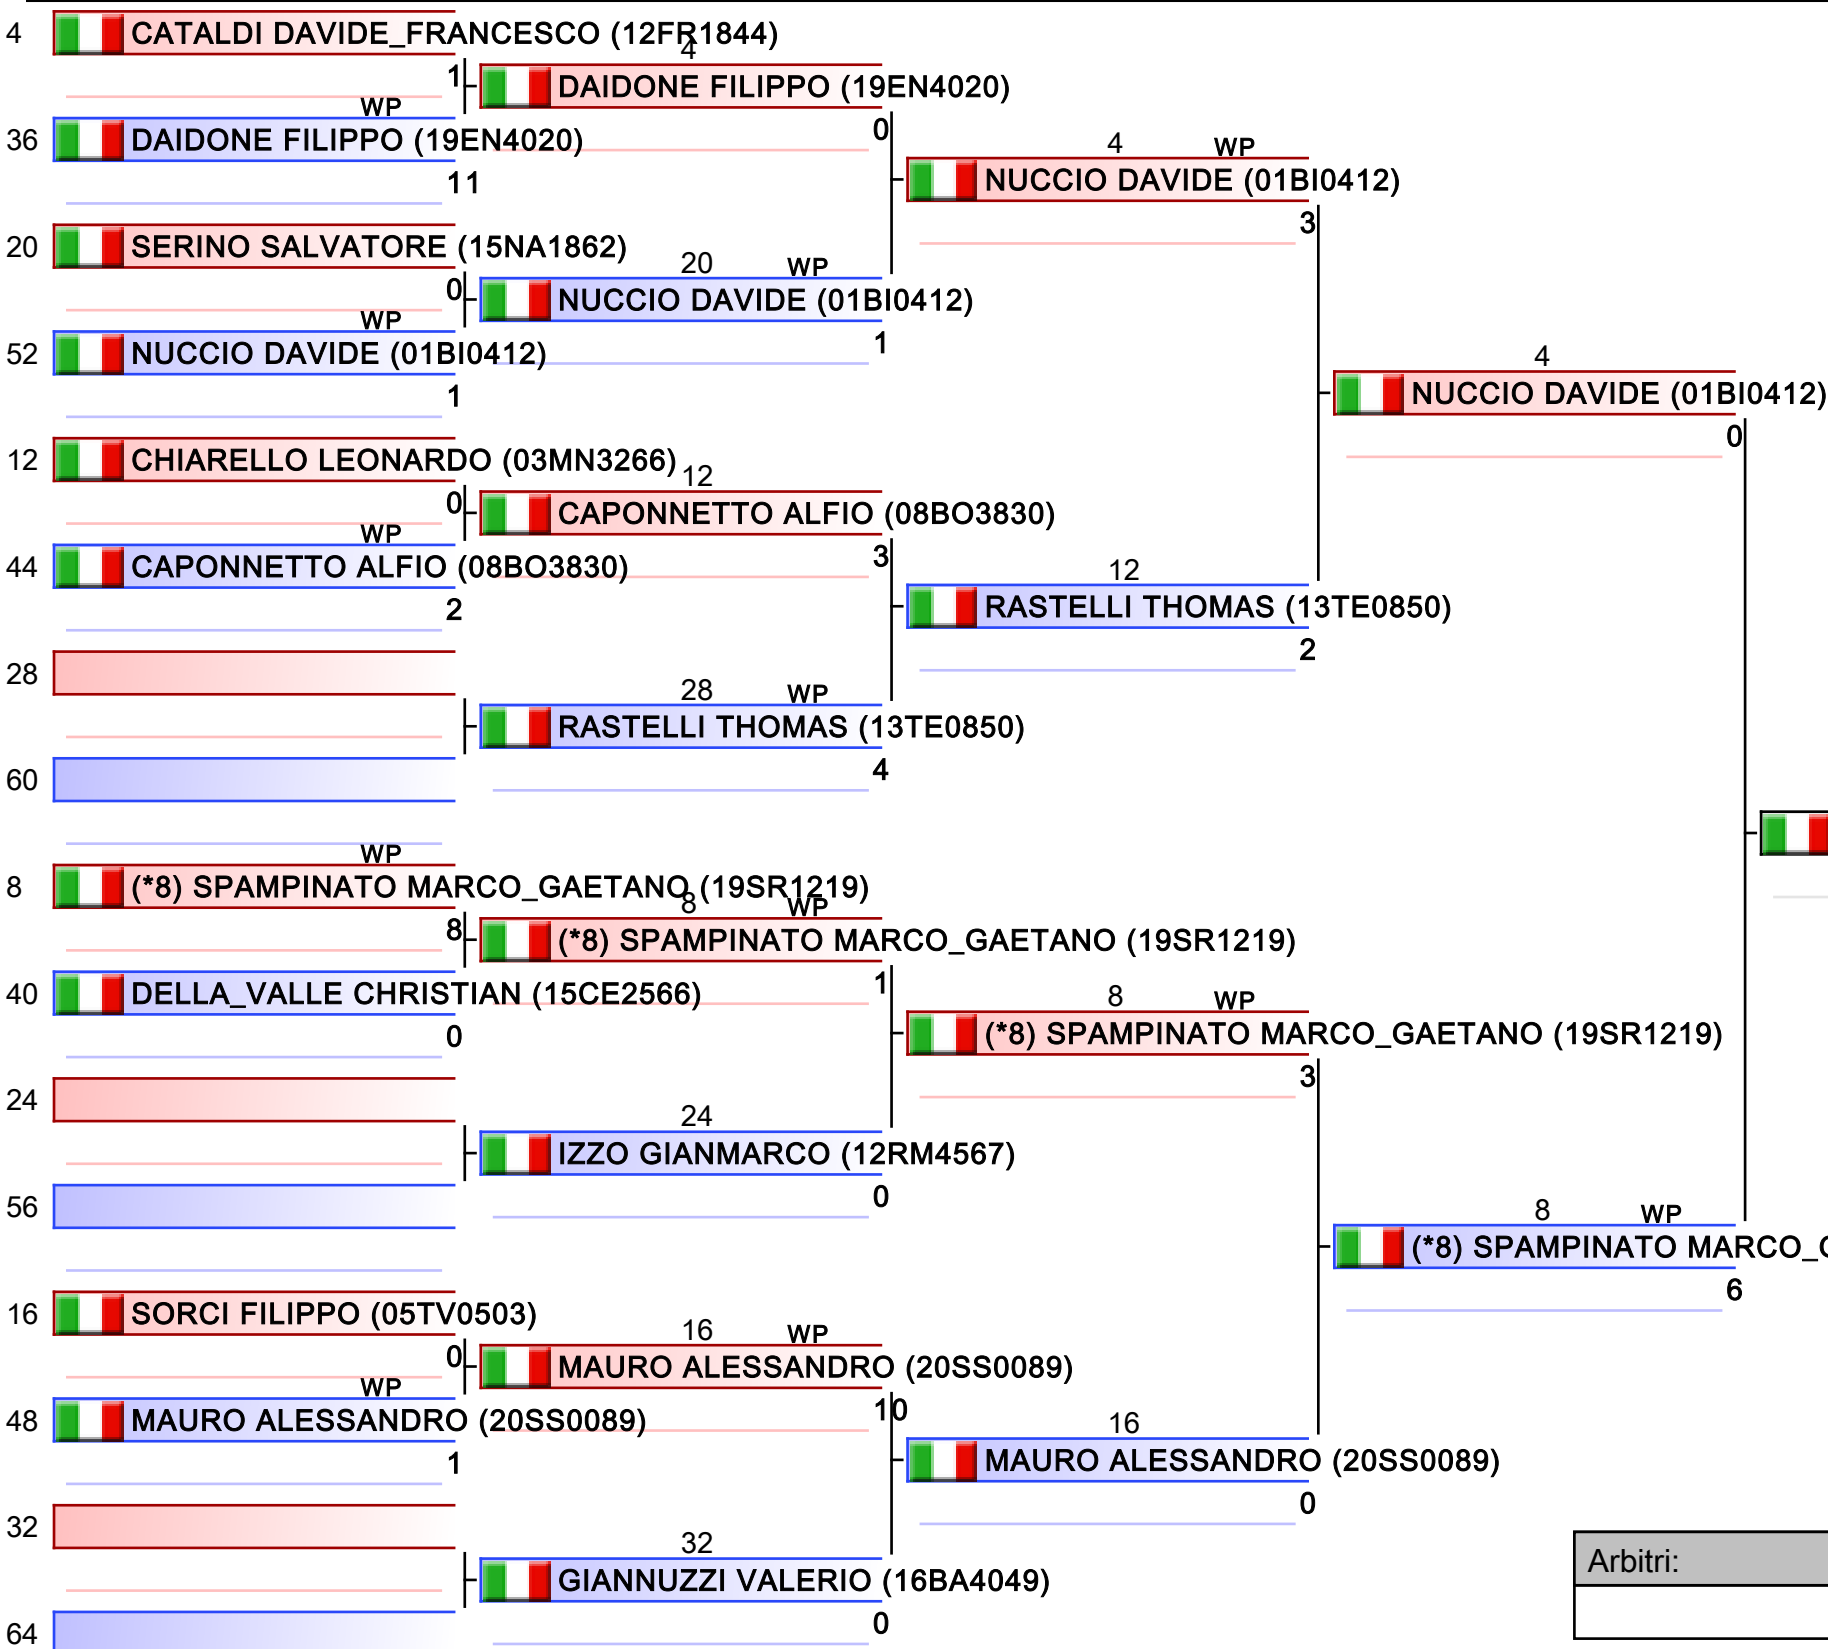 4 CATALDI DAVIDE_FRANCESCO (12FR1844)
1
4
DAIDONE FILIPPO (19EN4020)
0
WP
36 DAIDONE FILIPPO (19EN4020)
11
4 WP
NUCCIO DAVIDE (01BI0412)
3
20 SERINO SALVATORE (15NA1862)
0
20 WP
NUCCIO DAVIDE (01BI0412)
1
WP
52 NUCCIO DAVIDE (01BI0412)
1
4
NUCCIO DAVIDE (01BI0412)
0
12 CHIARELLO LEONARDO (03MN3266)
0
12
CAPONNETTO ALFIO (08BO3830)
3
WP
44 CAPONNETTO ALFIO (08BO3830)
2
12
RASTELLI THOMAS (13TE0850)
2
28
28 WP
RASTELLI THOMAS (13TE0850)
4
60
WP
8 (*8) SPAMPINATO MARCO_GAETANO (19SR1219)
8
8 WP
(*8) SPAMPINATO MARCO_GAETANO (19SR1219)
1
40 DELLA_VALLE CHRISTIAN (15CE2566)
0
8 WP
(*8) SPAMPINATO MARCO_GAETANO (19SR1219)
3
24
24
IZZO GIANMARCO (12RM4567)
0
56
8 WP
(*8) SPAMPINATO MARCO_
6
16 SORCI FILIPPO (05TV0503)
0
16 WP
MAURO ALESSANDRO (20SS0089)
10
WP
48 MAURO ALESSANDRO (20SS0089)
1
16
MAURO ALESSANDRO (20SS0089)
0
32
32
GIANNUZZI VALERIO (16BA4049)
0
64
Arbitri: